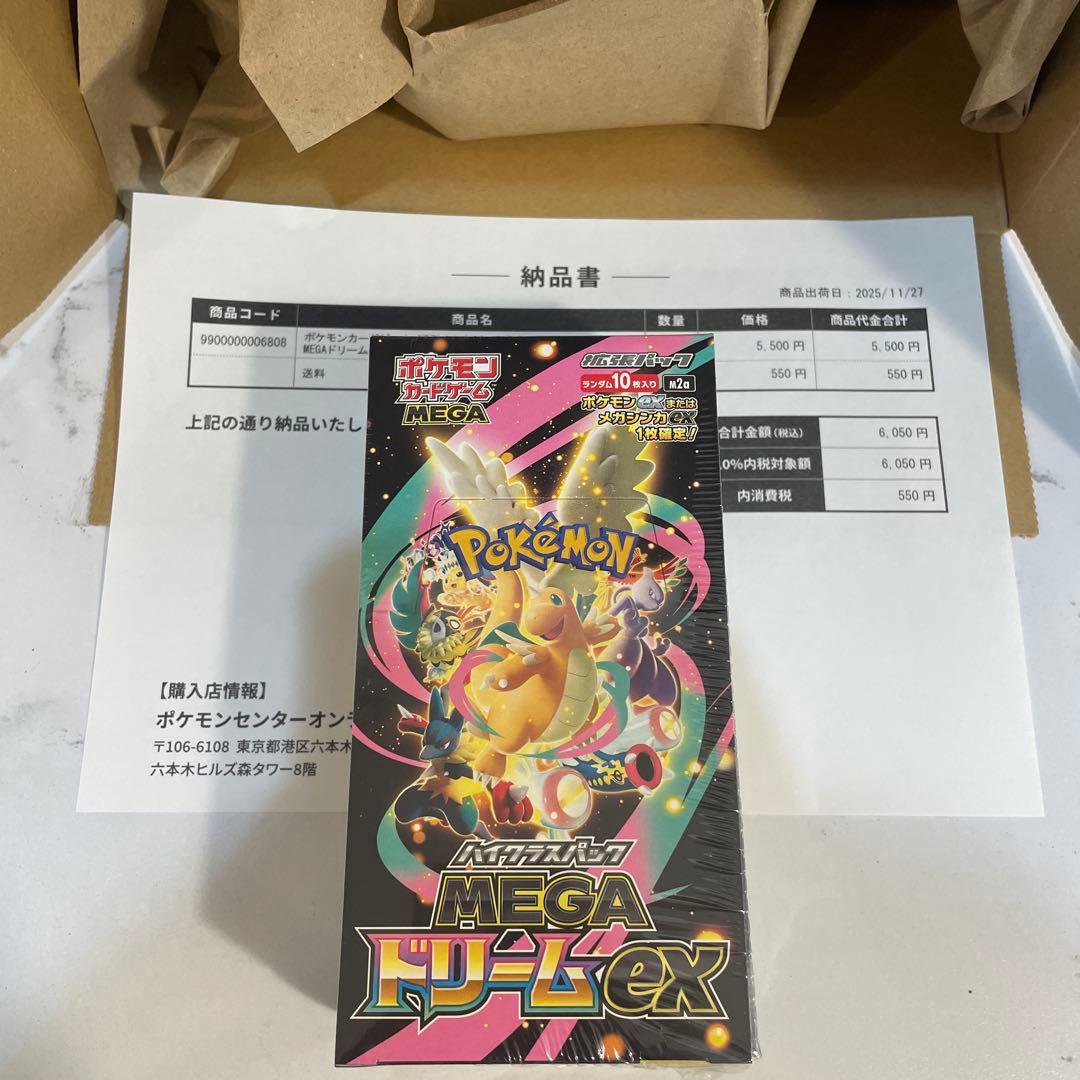 納品書
商品出荷日：2025/11/27
商品コード 商品名 数量 価格 商品代金合計
9900000006808 ポケモンカー 5,500 円 5,500 円
MEGAドリーム
送料 550 円 550 円
上記の通り納品いたし
合計金額(税込) 6,050 円
0%内税対象額 6,050 円
内消費税 550 円
【購入店情報】
ポケモンセンターオン
〒106-6108 東京都港区六本木
六本木ヒルズ森タワー8階
ポケモン
カードゲーム
MEGA
拡張パック
ランダム10枚入り M2a
ポケモンexまたは
メガシンカex
1枚確定!
POKÉMON
ハイクラスパック
MEGA
ドリームex